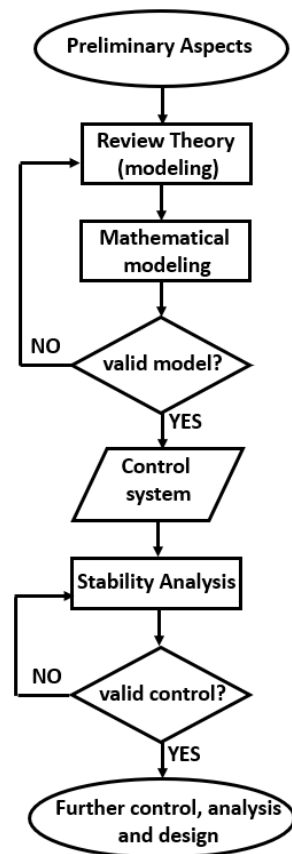 Preliminary Aspects
Review Theory
(modeling)
Mathematical
modeling
NO
valid model?
YES
Control
system
Stability Analysis
NO
valid control?
YES
Further control, analysis
and design